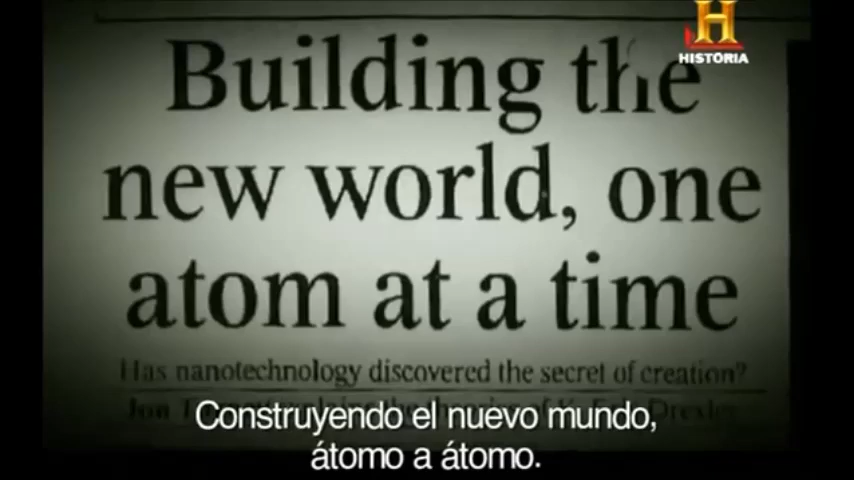 H
HISTORIA
Building the
new world, one
atom at a time
Has nanotechnology discovered the secret of creation?
Jon
Construyendo el nuevo mundo,
átomo a átomo.